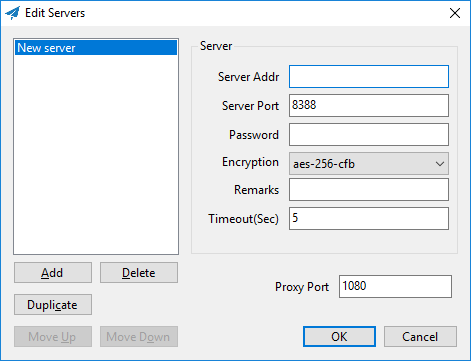 Edit Servers
New server
Server
Server Addr
Server Port 8388
Password
Encryption aes-256-cfb
Remarks
Timeout(Sec) 5
Add Delete
Proxy Port 1080
Duplicate
Move Up Move Down OK Cancel